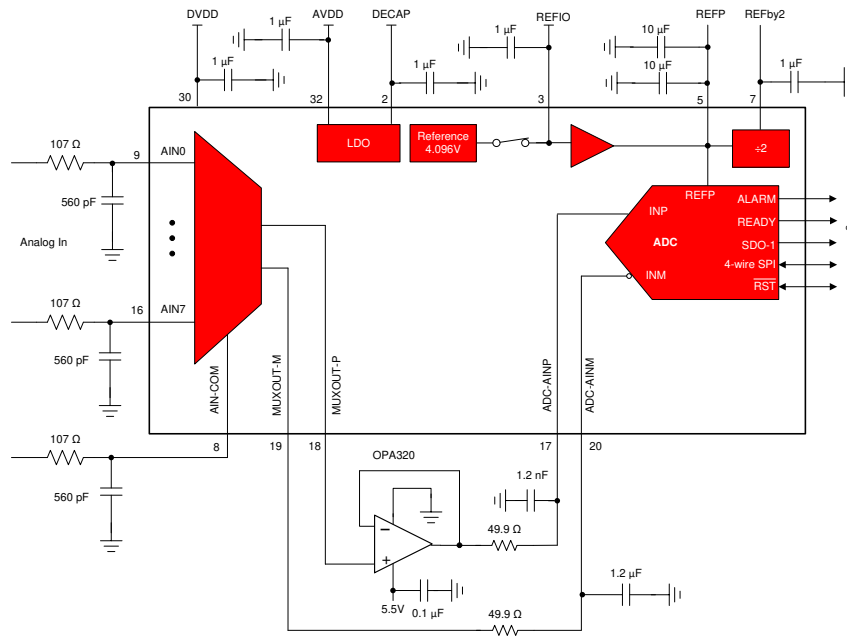 DVDD
AVDD
DECAP
REFIO
REFP
REFby2
1 µF
1 µF
10 µF
1 µF
1 µF
10 µF
1 µF
30
32
2
3
5
7
107 Ω
9
AIN0
LDO
Reference
4.096V
÷2
560 pF
REFP
ALARM
INP
READY
Analog In
ADC
SDO-1
4-wire SPI
INM
RST
107 Ω
16
AIN7
560 pF
AIN-COM
MUXOUT-M
MUXOUT-P
ADC-AINP
ADC-AINM
107 Ω
8
19
18
17
20
OPA320
560 pF
1.2 nF
49.9 Ω
−
+
5.5V
0.1 µF
1.2 µF
49.9 Ω